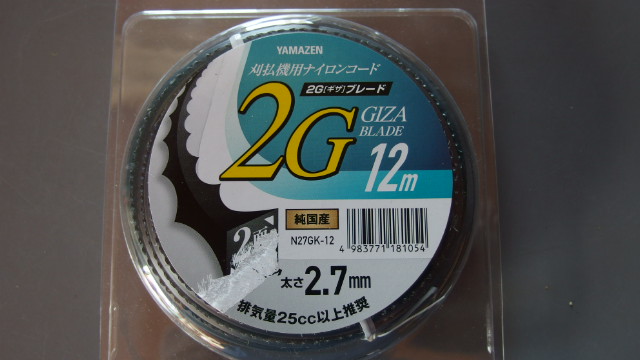 YAMAZEN
刈払機用ナイロンコード
2G[ギザ]ブレード
2G
GIZA
BLADE
12m
純国産
N27GK-12
4 983771 181054
2面
太さ2.7mm
排気量25cc以上推奨